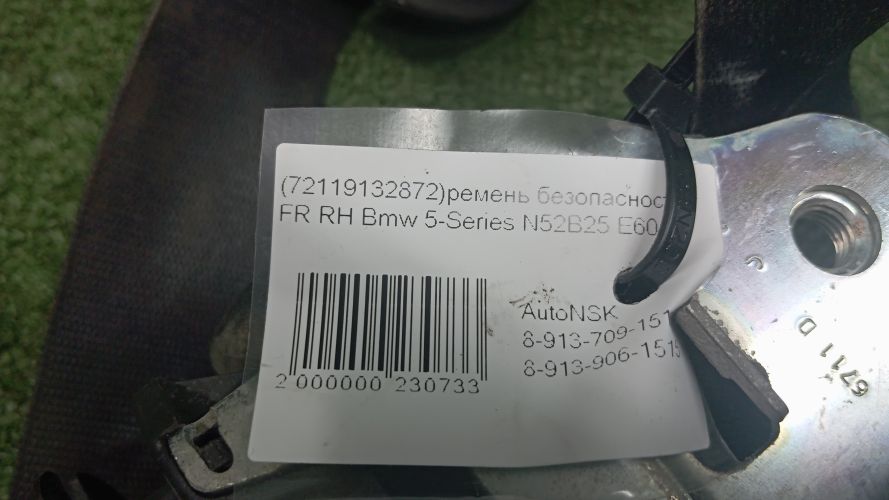 (72119132872)ремень безопасност
FR RH Bmw 5-Series N52B25 E60
AutoNSK
8-913-709-151
8-913-906-1515
2 000000 230733
6711 D